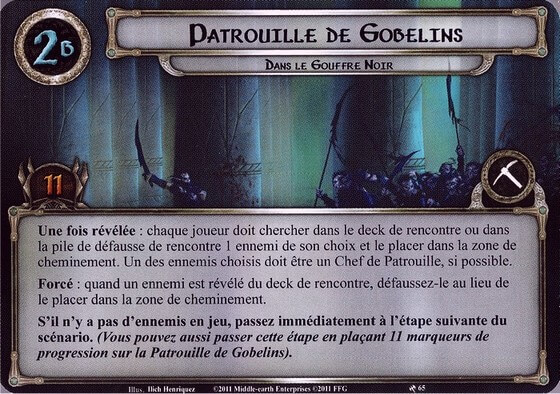 2B
PATROUILLE DE GOBELINS
DANS LE GOUFFRE NOIR
11
Une fois révélée : chaque joueur doit chercher dans le deck de rencontre ou dans
la pile de défausse de rencontre 1 ennemi de son choix et le placer dans la zone de
cheminement. Un des ennemis choisis doit être un Chef de Patrouille, si possible.
Forcé : quand un ennemi est révélé du deck de rencontre, défaussez-le au lieu de
le placer dans la zone de cheminement.
S'il n'y a pas d'ennemis en jeu, passez immédiatement à l'étape suivante du
scénario. (Vous pouvez aussi passer cette étape en plaçant 11 marqueurs de
progression sur la Patrouille de Gobelins).
Illus. Ilich Henriquez ©2011 Middle-earth Enterprises ©2011 FFG 65